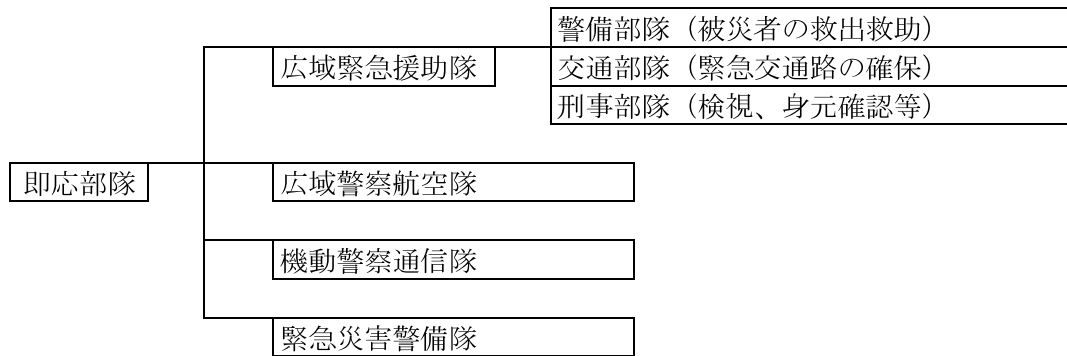 警備部隊（被災者の救出救助）
広域緊急援助隊
交通部隊（緊急交通路の確保）
刑事部隊（検視、身元確認等）
即応部隊
広域警察航空隊
機動警察通信隊
緊急災害警備隊